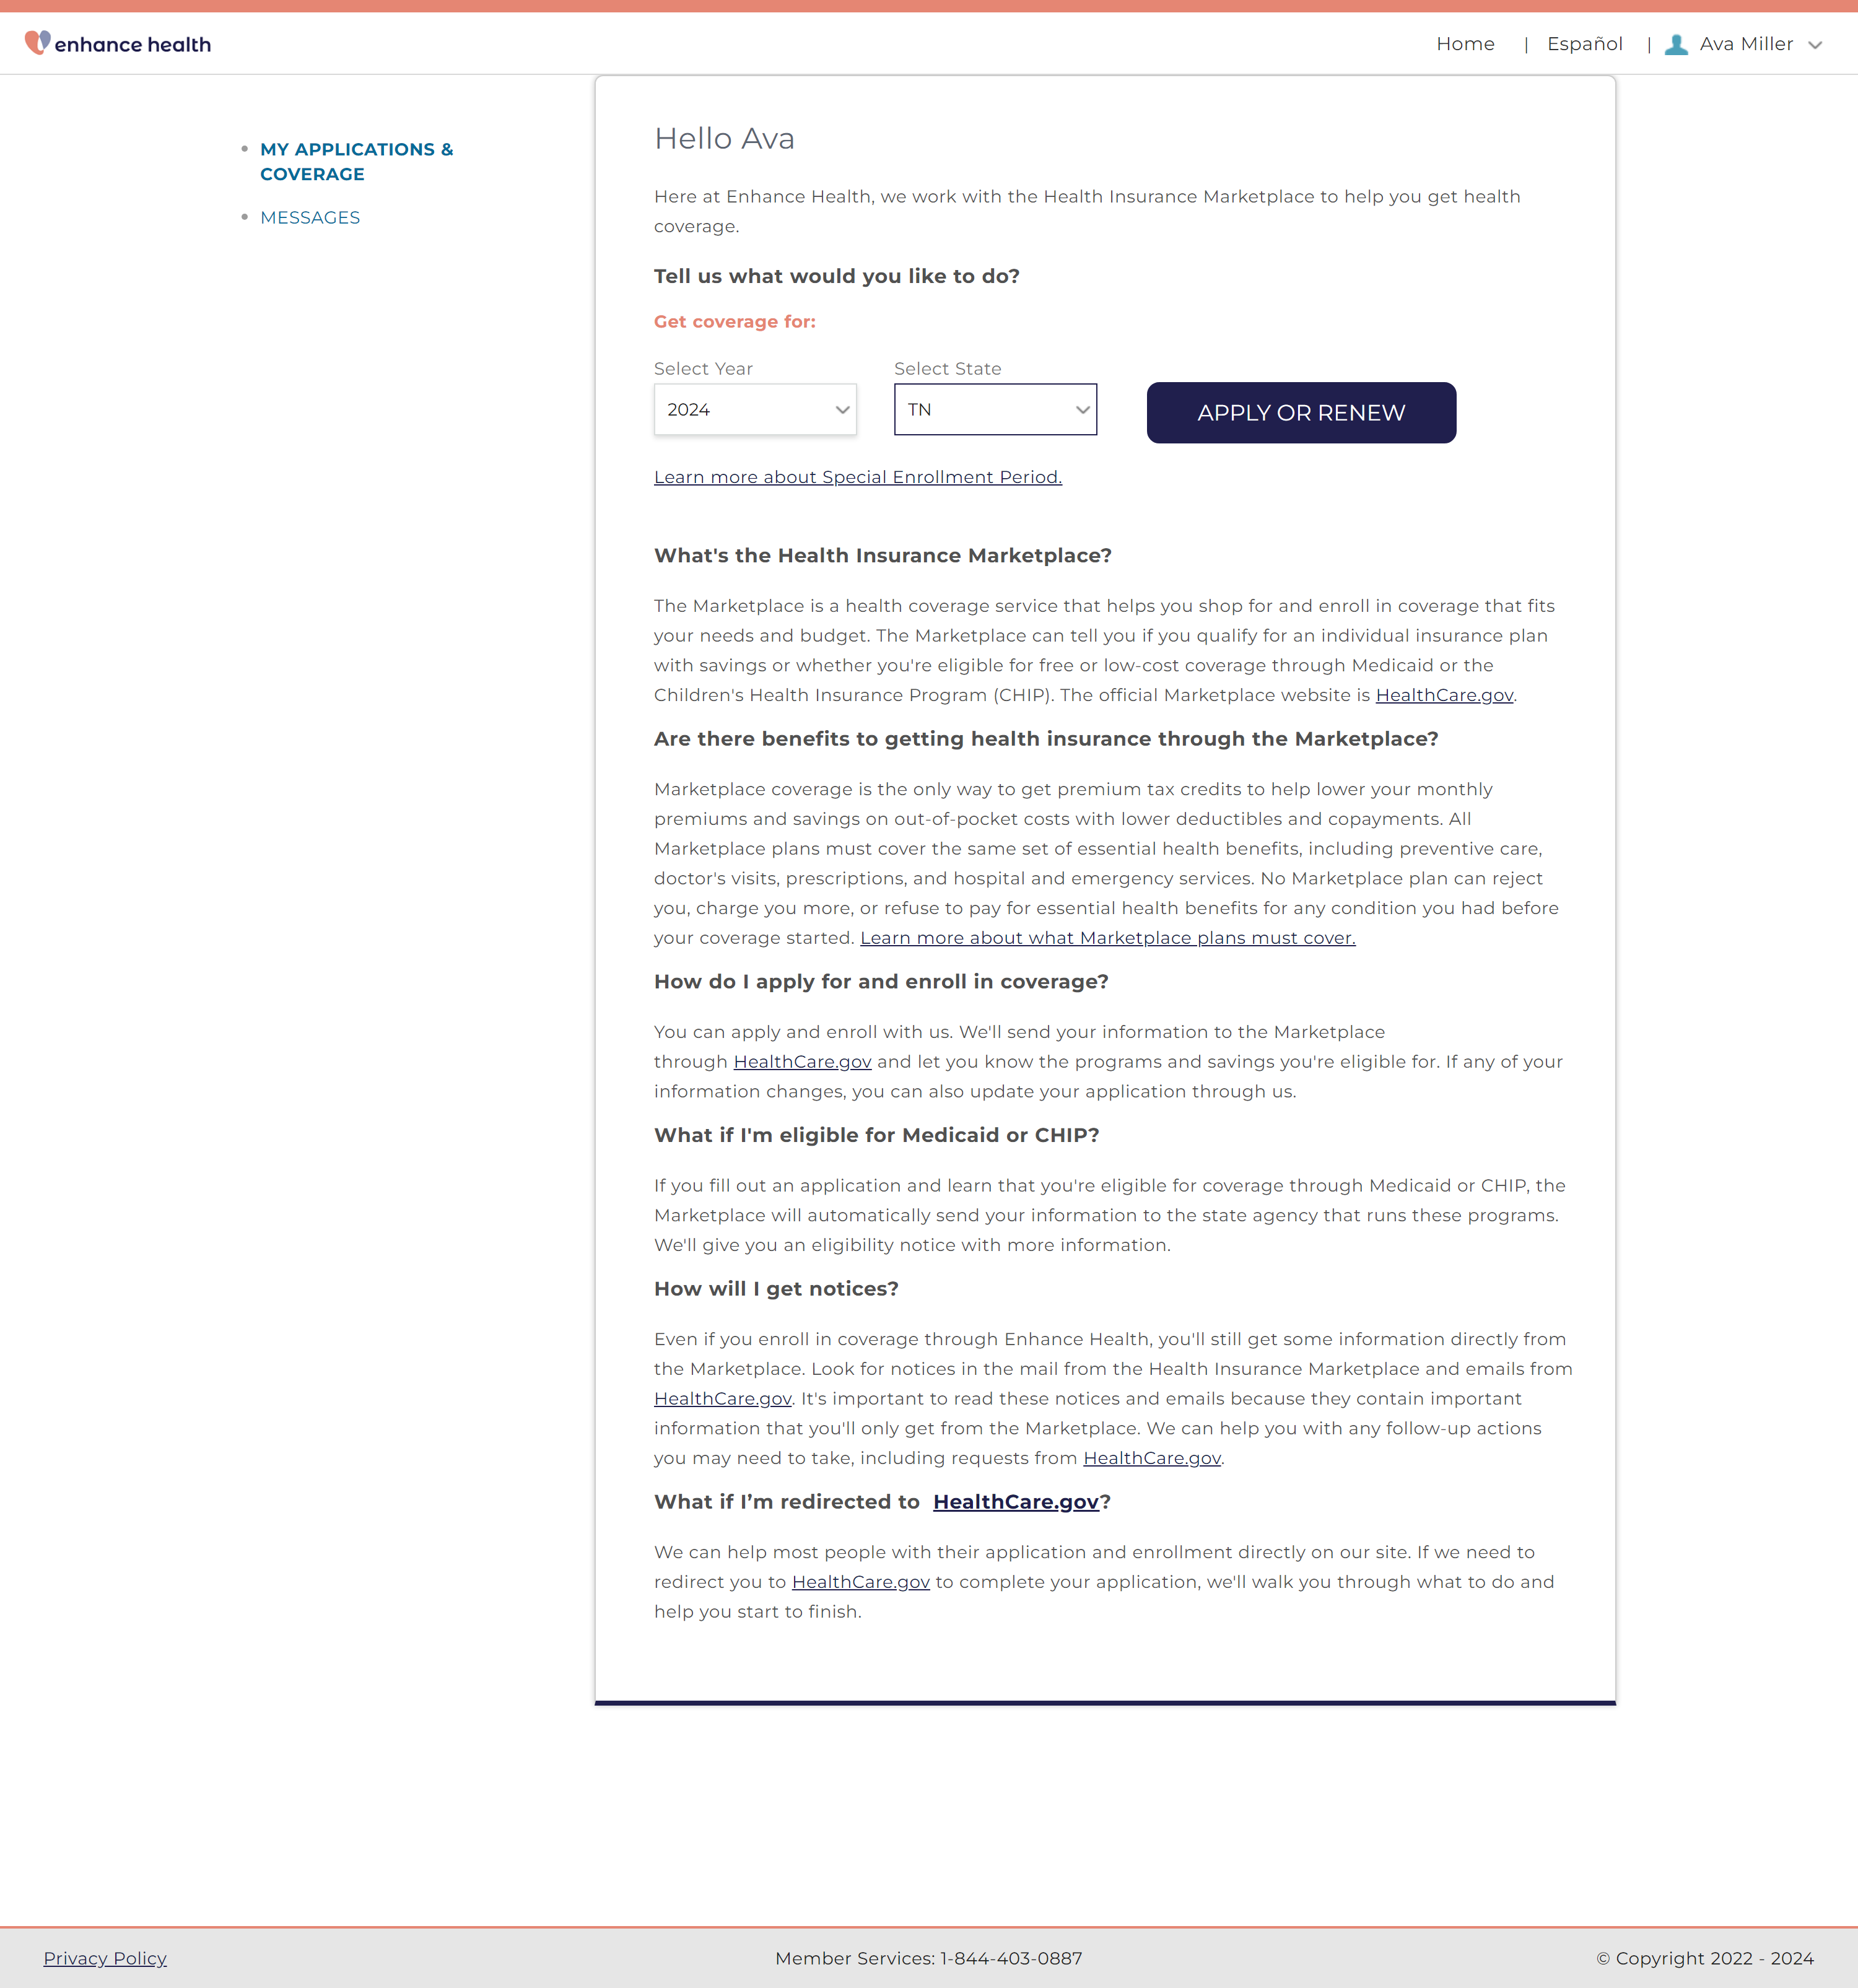 enhance health
Home | Español | Ava Miller
MY APPLICATIONS &
COVERAGE
MESSAGES
Hello Ava
Here at Enhance Health, we work with the Health Insurance Marketplace to help you get health
coverage.
Tell us what would you like to do?
Get coverage for:
Select Year
Select State
2024
TN
APPLY OR RENEW
Learn more about Special Enrollment Period.
What's the Health Insurance Marketplace?
The Marketplace is a health coverage service that helps you shop for and enroll in coverage that fits
your needs and budget. The Marketplace can tell you if you qualify for an individual insurance plan
with savings or whether you're eligible for free or low-cost coverage through Medicaid or the
Children's Health Insurance Program (CHIP). The official Marketplace website is HealthCare.gov.
Are there benefits to getting health insurance through the Marketplace?
Marketplace coverage is the only way to get premium tax credits to help lower your monthly
premiums and savings on out-of-pocket costs with lower deductibles and copayments. All
Marketplace plans must cover the same set of essential health benefits, including preventive care,
doctor's visits, prescriptions, and hospital and emergency services. No Marketplace plan can reject
you, charge you more, or refuse to pay for essential health benefits for any condition you had before
your coverage started. Learn more about what Marketplace plans must cover.
How do I apply for and enroll in coverage?
You can apply and enroll with us. We'll send your information to the Marketplace
through HealthCare.gov and let you know the programs and savings you're eligible for. If any of your
information changes, you can also update your application through us.
What if I'm eligible for Medicaid or CHIP?
If you fill out an application and learn that you're eligible for coverage through Medicaid or CHIP, the
Marketplace will automatically send your information to the state agency that runs these programs.
We'll give you an eligibility notice with more information.
How will I get notices?
Even if you enroll in coverage through Enhance Health, you'll still get some information directly from
the Marketplace. Look for notices in the mail from the Health Insurance Marketplace and emails from
HealthCare.gov. It's important to read these notices and emails because they contain important
information that you'll only get from the Marketplace. We can help you with any follow-up actions
you may need to take, including requests from HealthCare.gov.
What if I’m redirected to HealthCare.gov?
We can help most people with their application and enrollment directly on our site. If we need to
redirect you to HealthCare.gov to complete your application, we'll walk you through what to do and
help you start to finish.
Privacy Policy
Member Services: 1-844-403-0887
© Copyright 2022 - 2024